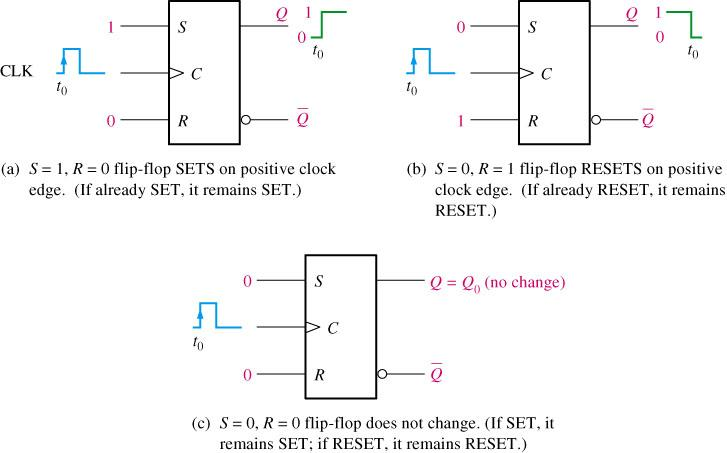 1 S Q 1 0 t0
CLK t0 C
0 R Q̅
(a) S = 1, R = 0 flip-flop SETS on positive clock
edge. (If already SET, it remains SET.)
0 S Q 1 0 t0
t0 C
1 R Q̅
(b) S = 0, R = 1 flip-flop RESETS on positive
clock edge. (If already RESET, it remains
RESET.)
0 S Q = Q0 (no change)
t0 C
0 R Q̅
(c) S = 0, R = 0 flip-flop does not change. (If SET, it
remains SET; if RESET, it remains RESET.)